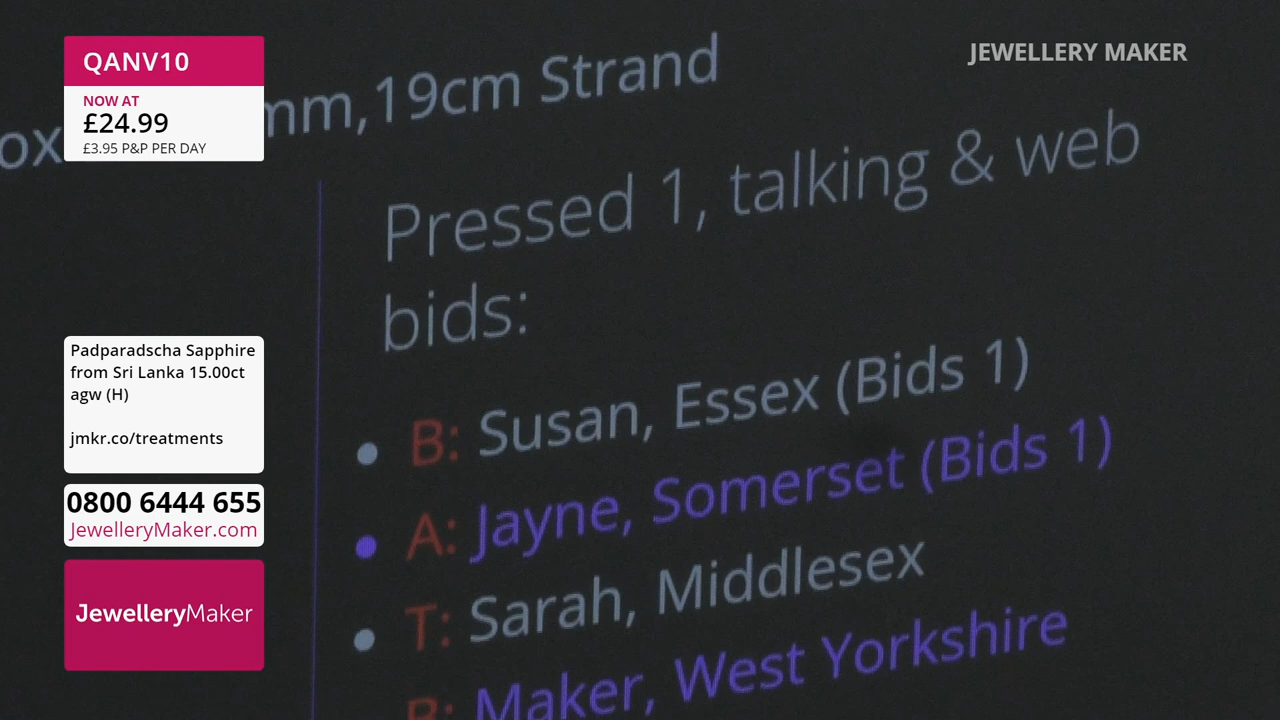 QANV10
NOW AT
£24.99
£3.95 P&P PER DAY
JEWELLERY MAKER
mm,19cm Strand
Pressed 1, talking & web
bids:
• B: Susan, Essex (Bids 1)
• A: Jayne, Somerset (Bids 1)
• T: Sarah, Middlesex
B: Maker, West Yorkshire
Padparadscha Sapphire
from Sri Lanka 15.00ct
agw (H)
jmkr.co/treatments
0800 6444 655
JewelleryMaker.com
JewelleryMaker